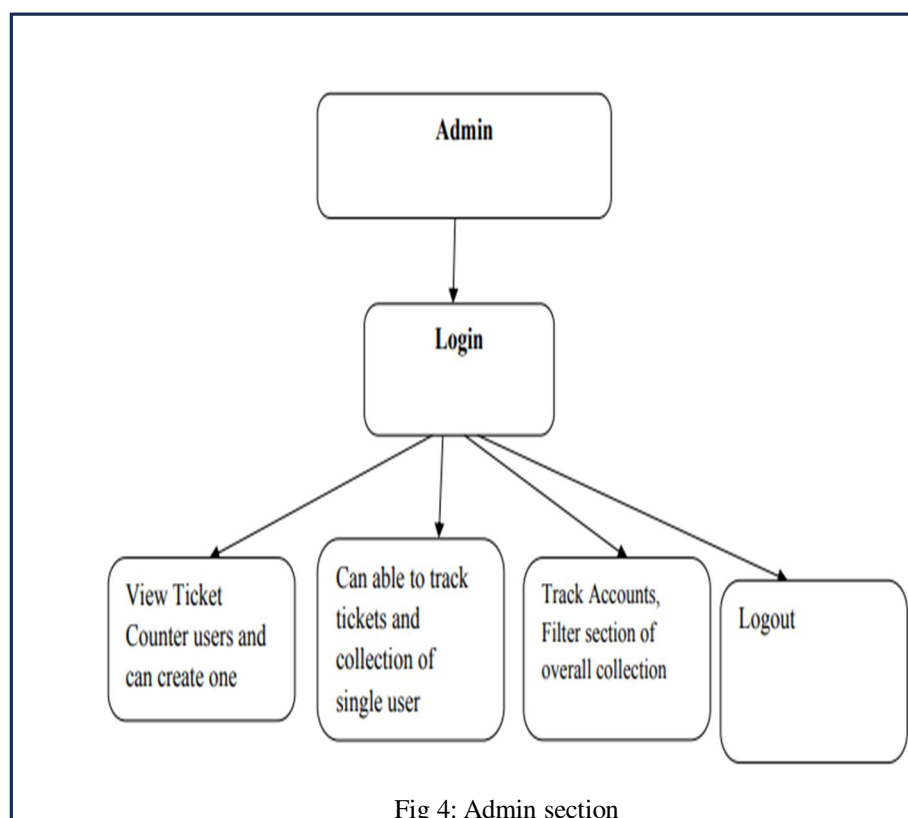 Admin
Login
View Ticket
Counter users and
can create one
Can able to track
tickets and
collection of
single user
Track Accounts,
Filter section of
overall collection
Logout
Fig 4: Admin section